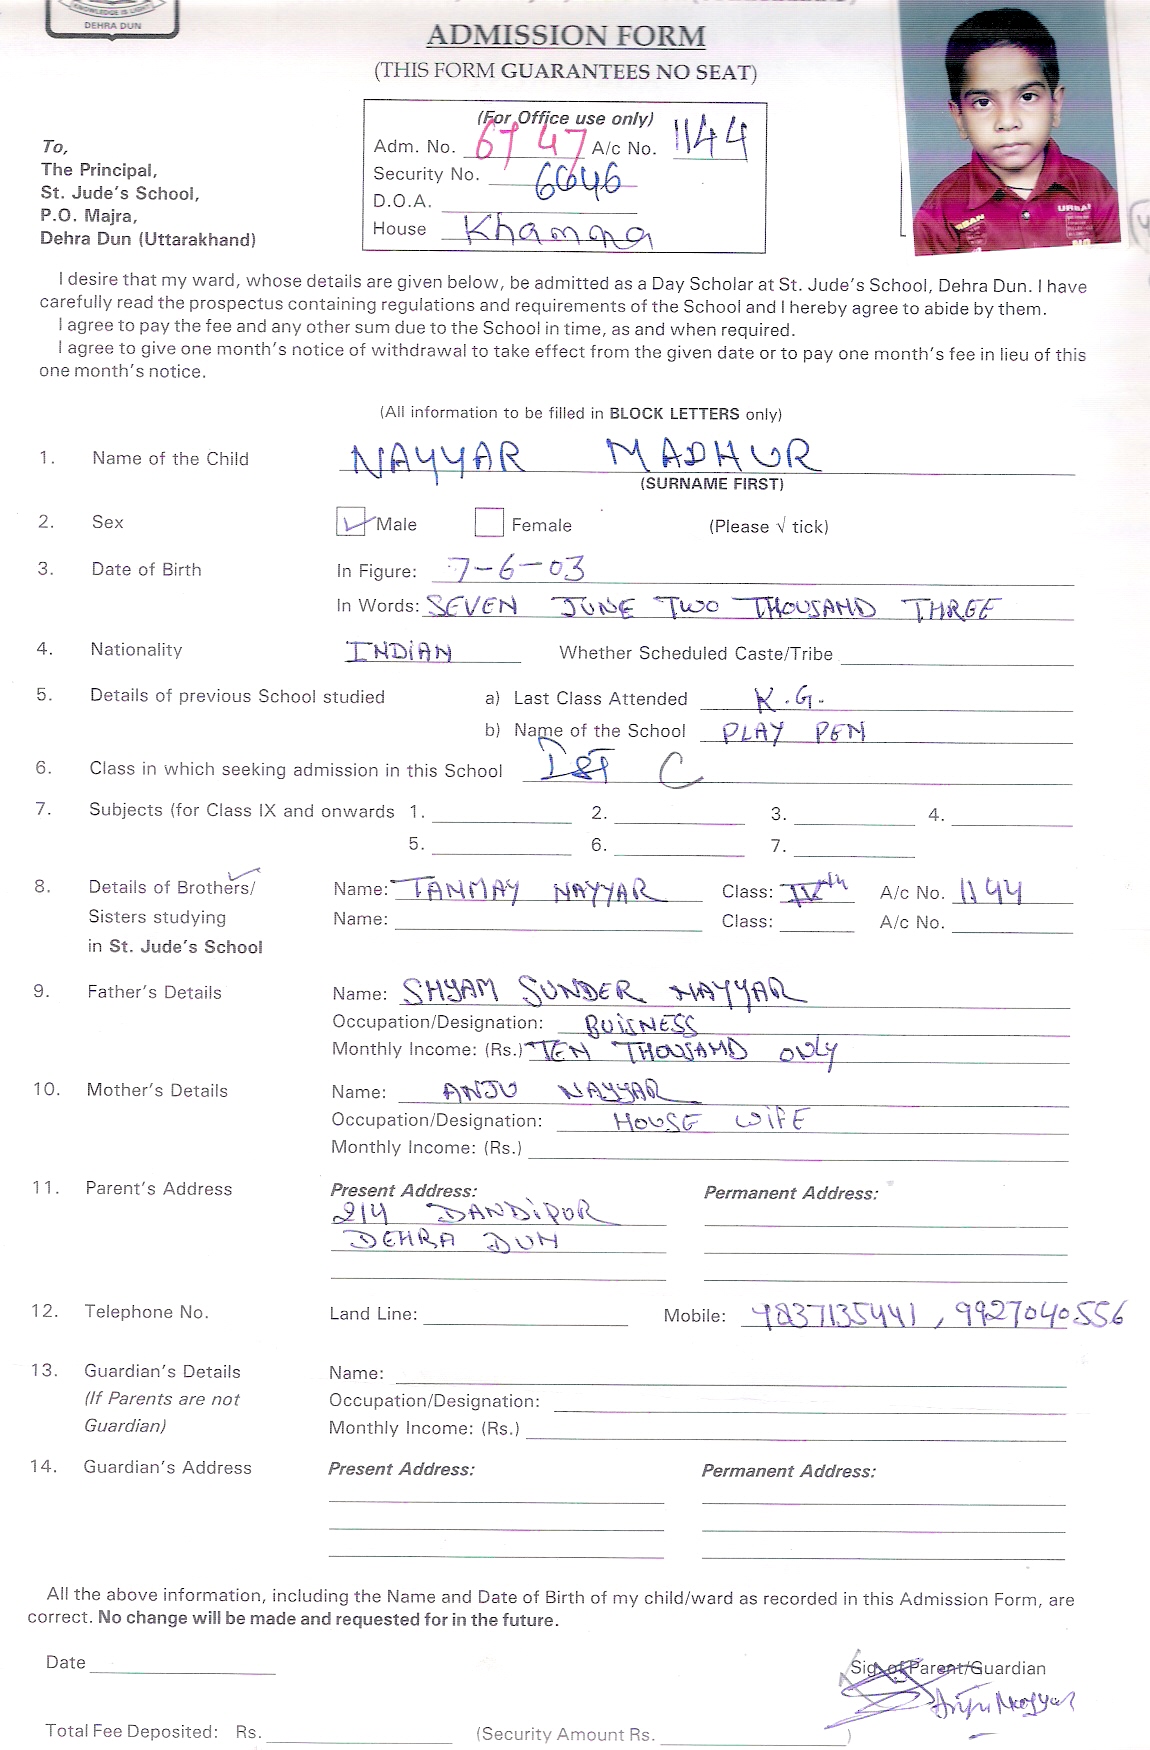 KNOWLEDGE IS LIGHT
DEHRA DUN
ADMISSION FORM
(THIS FORM GUARANTEES NO SEAT)
(For Office use only)
Adm. No. 6747 A/c No. 1144
Security No. 6646
D.O.A.
House Khanna
To,
The Principal,
St. Jude's School,
P.O. Majra,
Dehra Dun (Uttarakhand)
URBAN
I desire that my ward, whose details are given below, be admitted as a Day Scholar at St. Jude's School, Dehra Dun. I have
carefully read the prospectus containing regulations and requirements of the School and I hereby agree to abide by them.
I agree to pay the fee and any other sum due to the School in time, as and when required.
I agree to give one month's notice of withdrawal to take effect from the given date or to pay one month's fee in lieu of this
one month's notice.
(All information to be filled in BLOCK LETTERS only)
1. Name of the Child NAYYAR MADHUR
(SURNAME FIRST)
2. Sex Male Female (Please √ tick)
3. Date of Birth In Figure: 7-6-03
In Words: SEVEN JUNE TWO THOUSAND THREE
4. Nationality INDIAN Whether Scheduled Caste/Tribe
5. Details of previous School studied a) Last Class Attended K.G.
b) Name of the School PLAY PEN
6. Class in which seeking admission in this School Ist C
7. Subjects (for Class IX and onwards 1. 2. 3. 4.
5. 6. 7.
8. Details of Brothers/ Name: TANMAY NAYYAR Class: IVth A/c No. 1144
Sisters studying Name: Class: A/c No.
in St. Jude's School
9. Father's Details Name: SHYAM SUNDER NAYYAR
Occupation/Designation: BUISNESS
Monthly Income: (Rs.) TEN THOUSAND ONLY
10. Mother's Details Name: ANJU NAYYAR
Occupation/Designation: HOUSE WIFE
Monthly Income: (Rs.)
11. Parent's Address Present Address: Permanent Address:
214 DANDIPUR
DEHRA DUN
12. Telephone No. Land Line: Mobile: 9837135441, 9927040556
13. Guardian's Details Name:
(If Parents are not Occupation/Designation:
Guardian) Monthly Income: (Rs.)
14. Guardian's Address Present Address: Permanent Address:
All the above information, including the Name and Date of Birth of my child/ward as recorded in this Admission Form, are
correct. No change will be made and requested for in the future.
Date Sig. of Parent/Guardian
Anju Nayyar
Total Fee Deposited: Rs. (Security Amount Rs. )